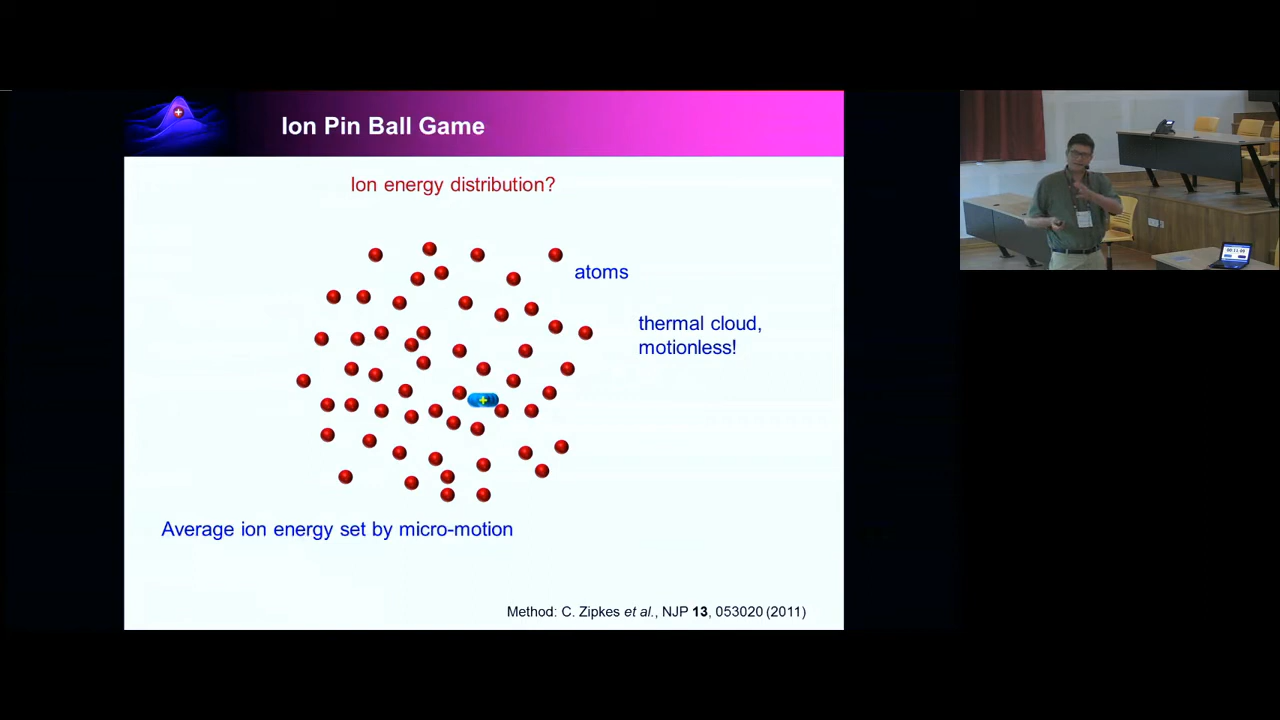 Ion Pin Ball Game
Ion energy distribution?
atoms
thermal cloud,
motionless!
Average ion energy set by micro-motion
Method: C. Zipkes et al., NJP 13, 053020 (2011)